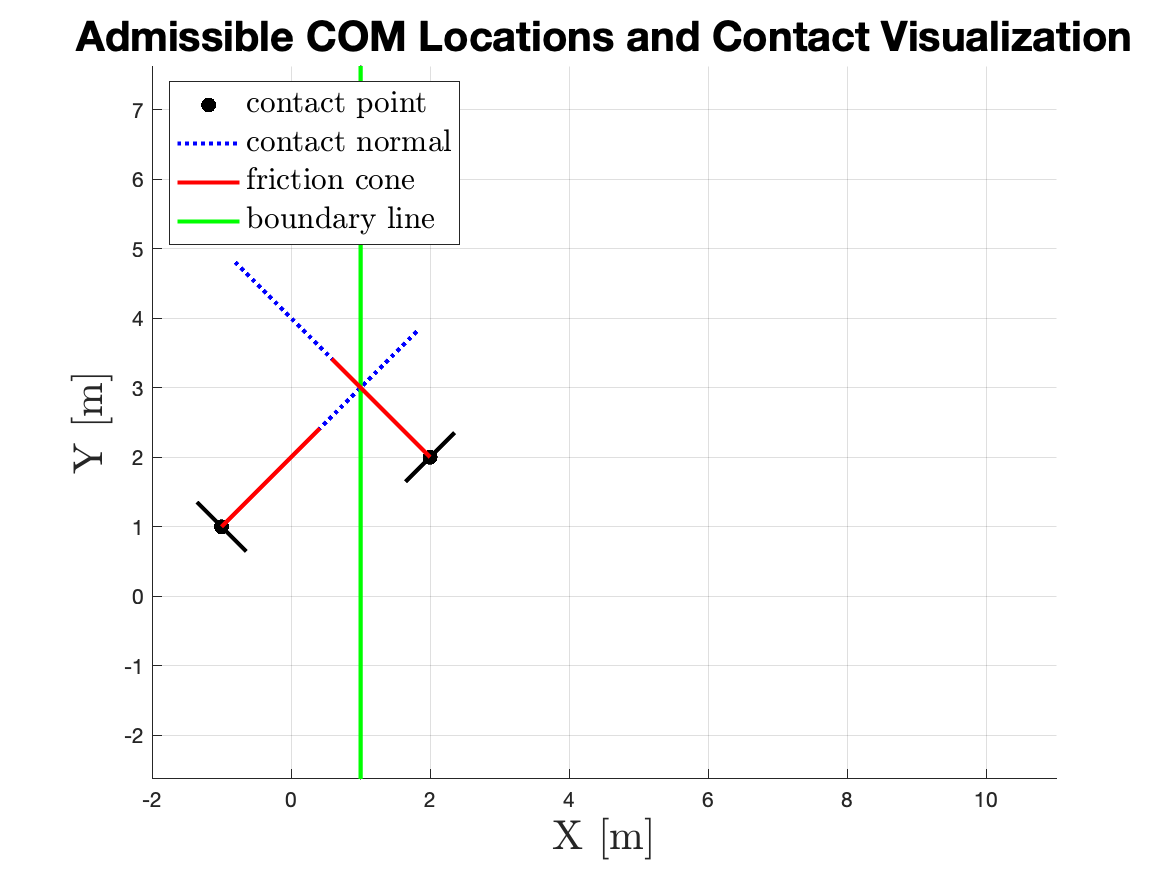 Admissible COM Locations and Contact Visualization
contact point
contact normal
friction cone
boundary line
7
6
5
4
3
2
1
0
-1
-2
Y [m]
-2
0
2
4
6
8
10
X [m]